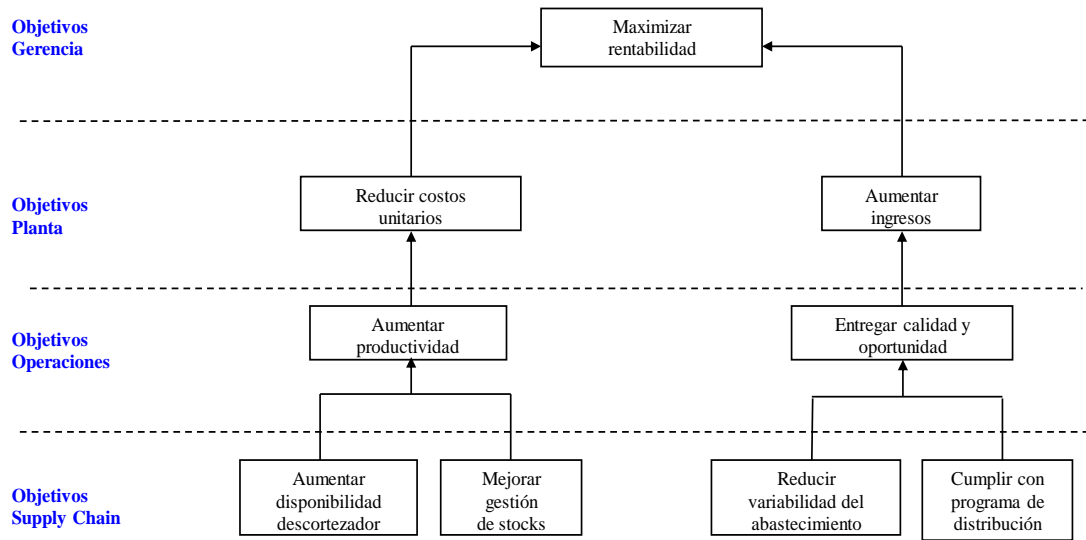 Objetivos
Gerencia
Maximizar
rentabilidad
Objetivos
Planta
Reducir costos
unitarios
Aumentar
ingresos
Objetivos
Operaciones
Aumentar
productividad
Entregar calidad y
oportunidad
Objetivos
Supply Chain
Aumentar
disponibilidad
descortezador
Mejorar
gestión
de stocks
Reducir
variabilidad del
abastecimiento
Cumplir con
programa de
distribución